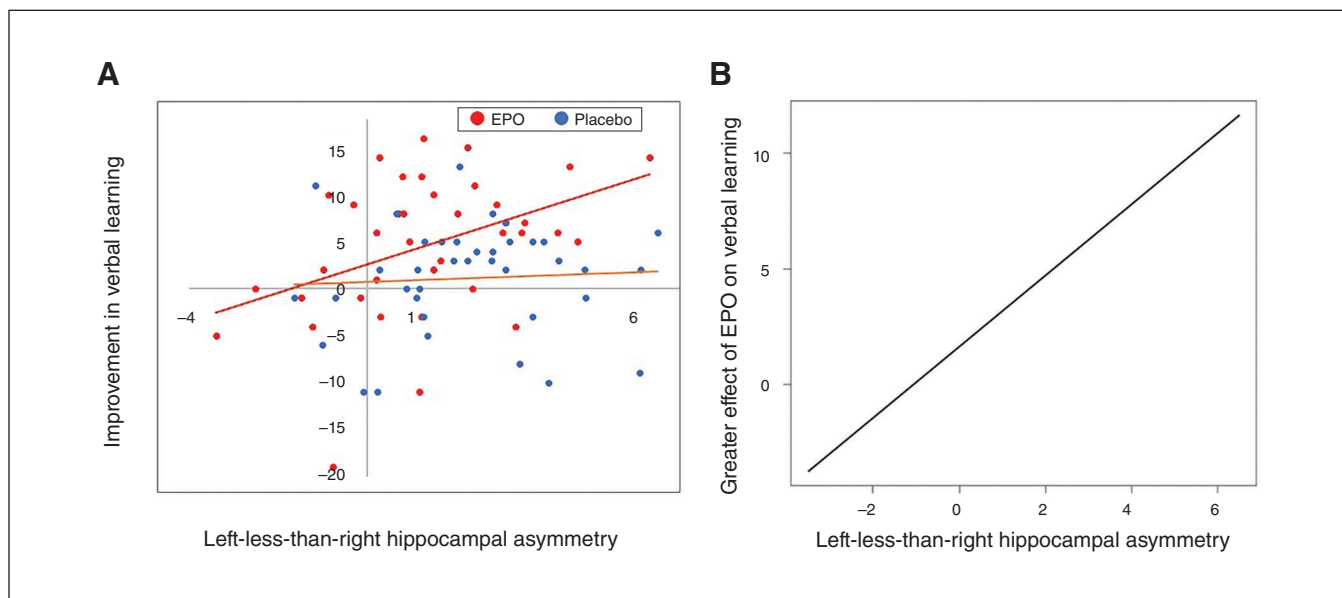 A
B
EPO Placebo
15
10
5
0
−4 1 6
−5
−10
−15
−20
Improvement in verbal learning
Left-less-than-right hippocampal asymmetry
Greater effect of EPO on verbal learning
10
5
0
−2 0 2 4 6
Left-less-than-right hippocampal asymmetry